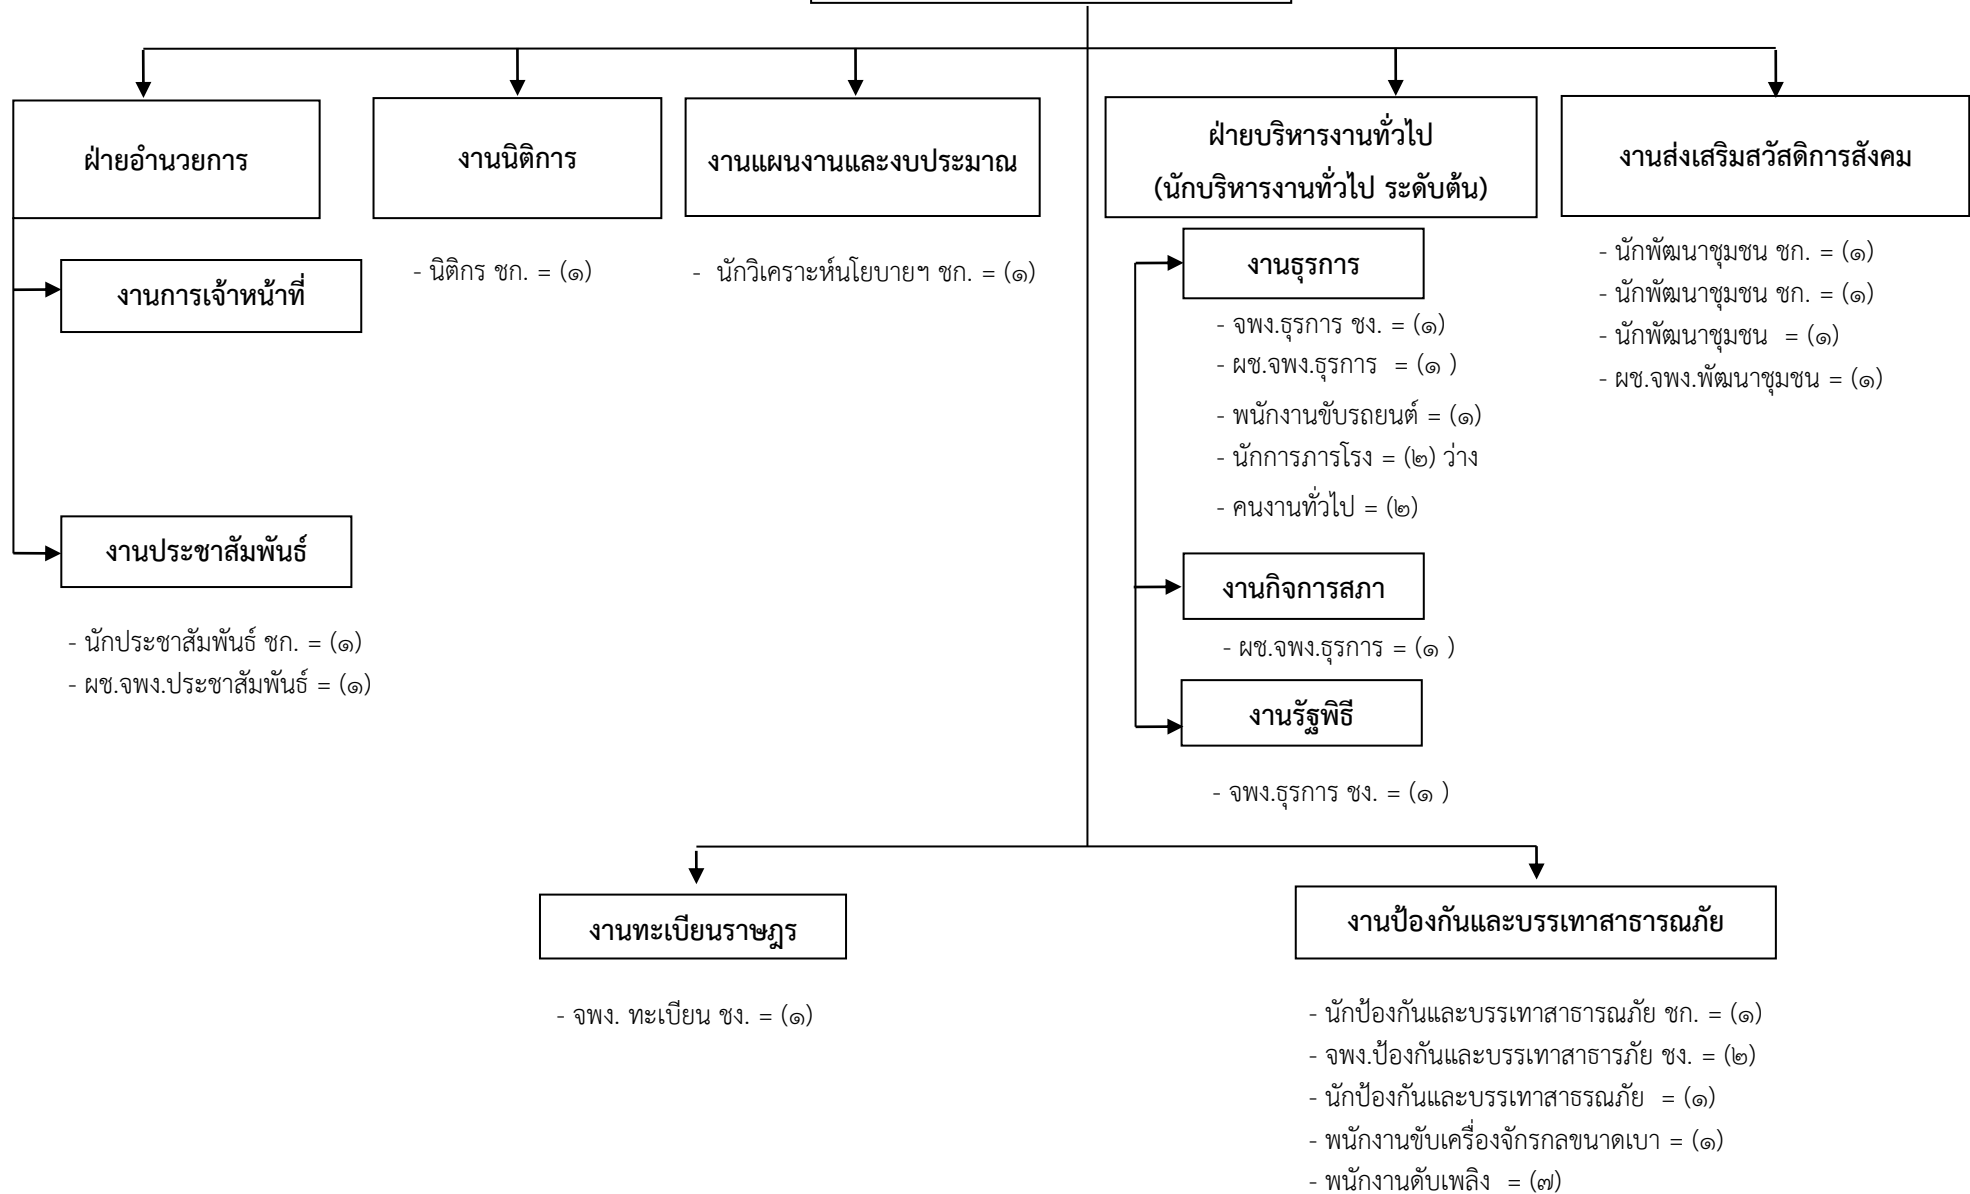 ฝ่ายอำนวยการ
งานการเจ้าหน้าที่
งานประชาสัมพันธ์
- นักประชาสัมพันธ์ ชก. = (๑)
- ผช.จพง.ประชาสัมพันธ์ = (๑)
งานนิติการ
- นิติกร ชก. = (๑)
งานแผนงานและงบประมาณ
- นักวิเคราะห์นโยบายฯ ชก. = (๑)
ฝ่ายบริหารงานทั่วไป
(นักบริหารงานทั่วไป ระดับต้น)
งานธุรการ
- จพง.ธุรการ ชง. = (๑)
- ผช.จพง.ธุรการ = (๑ )
- พนักงานขับรถยนต์ = (๑)
- นักการภารโรง = (๒) ว่าง
- คนงานทั่วไป = (๒)
งานกิจการสภา
- ผช.จพง.ธุรการ = (๑ )
งานรัฐพิธี
- จพง.ธุรการ ชง. = (๑ )
งานส่งเสริมสวัสดิการสังคม
- นักพัฒนาชุมชน ชก. = (๑)
- นักพัฒนาชุมชน ชก. = (๑)
- นักพัฒนาชุมชน = (๑)
- ผช.จพง.พัฒนาชุมชน = (๑)
งานทะเบียนราษฎร
- จพง. ทะเบียน ชง. = (๑)
งานป้องกันและบรรเทาสาธารณภัย
- นักป้องกันและบรรเทาสาธารณภัย ชก. = (๑)
- จพง.ป้องกันและบรรเทาสาธารภัย ชง. = (๒)
- นักป้องกันและบรรเทาสาธรณภัย = (๑)
- พนักงานขับเครื่องจักรกลขนาดเบา = (๑)
- พนักงานดับเพลิง = (๗)